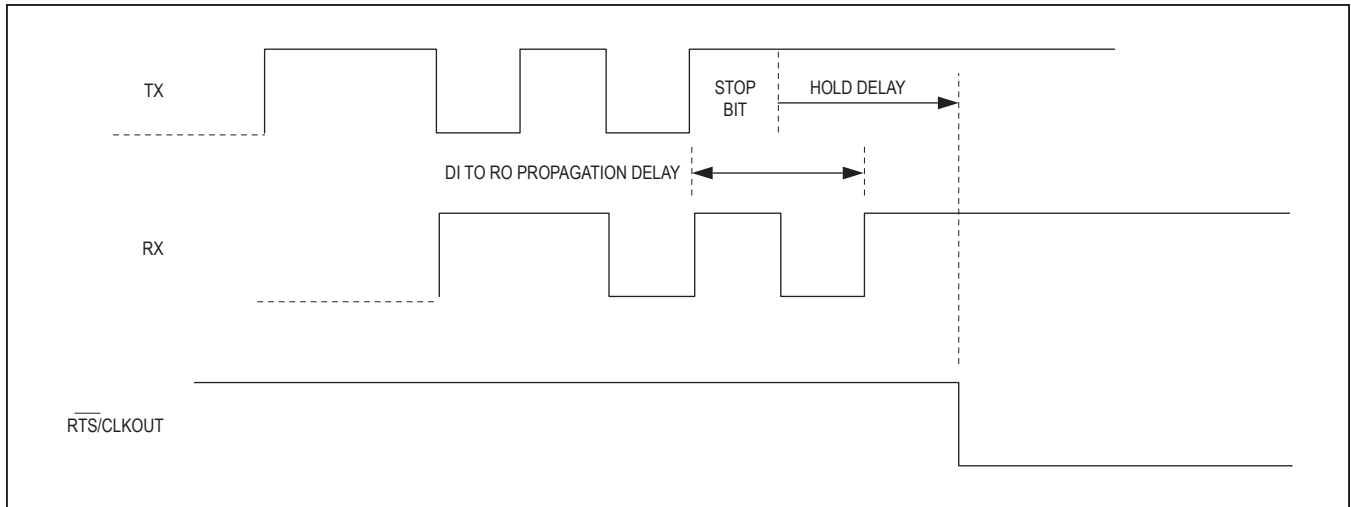 TX
STOP
BIT
HOLD DELAY
DI TO RO PROPAGATION DELAY
RX
RTS/CLKOUT